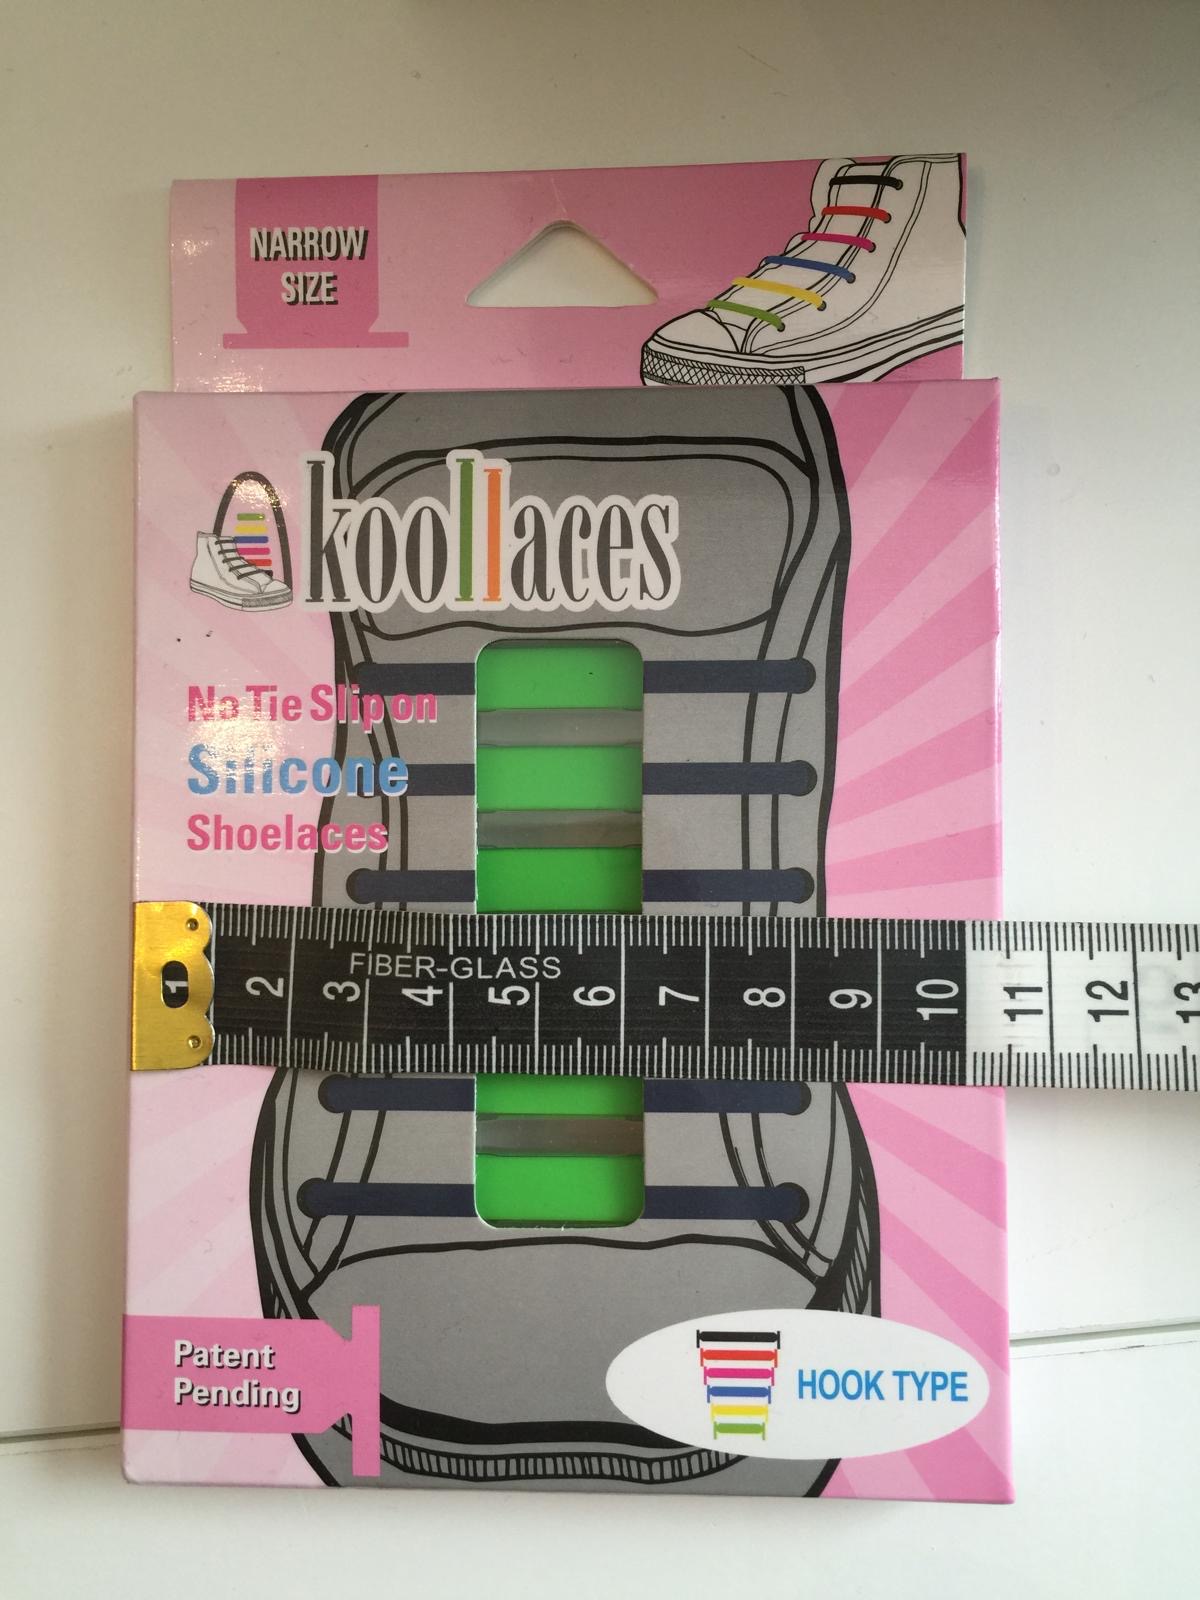 NARROW
SIZE
koollaces
No Tie Slip on
Silicone
Shoelaces
FIBER-GLASS
1 2 3 4 5 6 7 8 9 10 11 12 13
Patent
Pending
HOOK TYPE